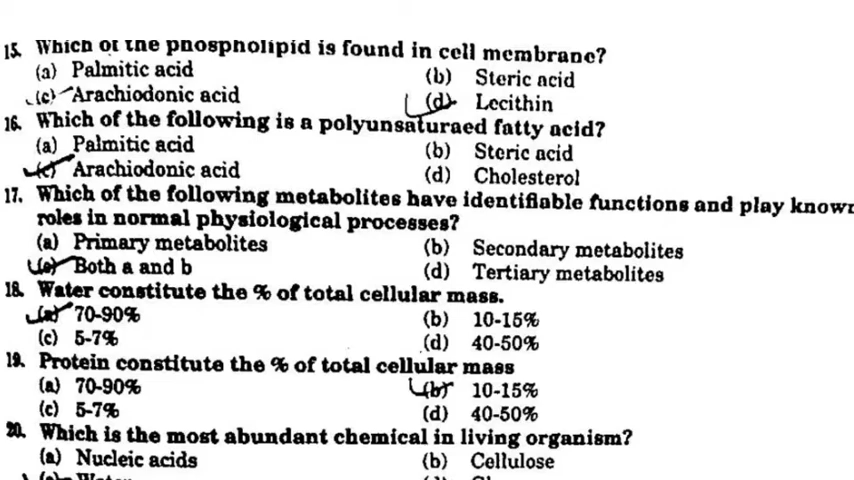 15. Which of the phospholipid is found in cell membrane?
(a) Palmitic acid (b) Steric acid
(c) Arachiodonic acid (d) Lecithin
16. Which of the following is a polyunsaturaed fatty acid?
(a) Palmitic acid (b) Steric acid
(c) Arachiodonic acid (d) Cholesterol
17. Which of the following metabolites have identifiable functions and play known
roles in normal physiological processes?
(a) Primary metabolites (b) Secondary metabolites
(c) Both a and b (d) Tertiary metabolites
18. Water constitute the % of total cellular mass.
(a) 70-90% (b) 10-15%
(c) 5-7% (d) 40-50%
19. Protein constitute the % of total cellular mass
(a) 70-90% (b) 10-15%
(c) 5-7% (d) 40-50%
20. Which is the most abundant chemical in living organism?
(a) Nucleic acids (b) Cellulose
(c) Water (d)